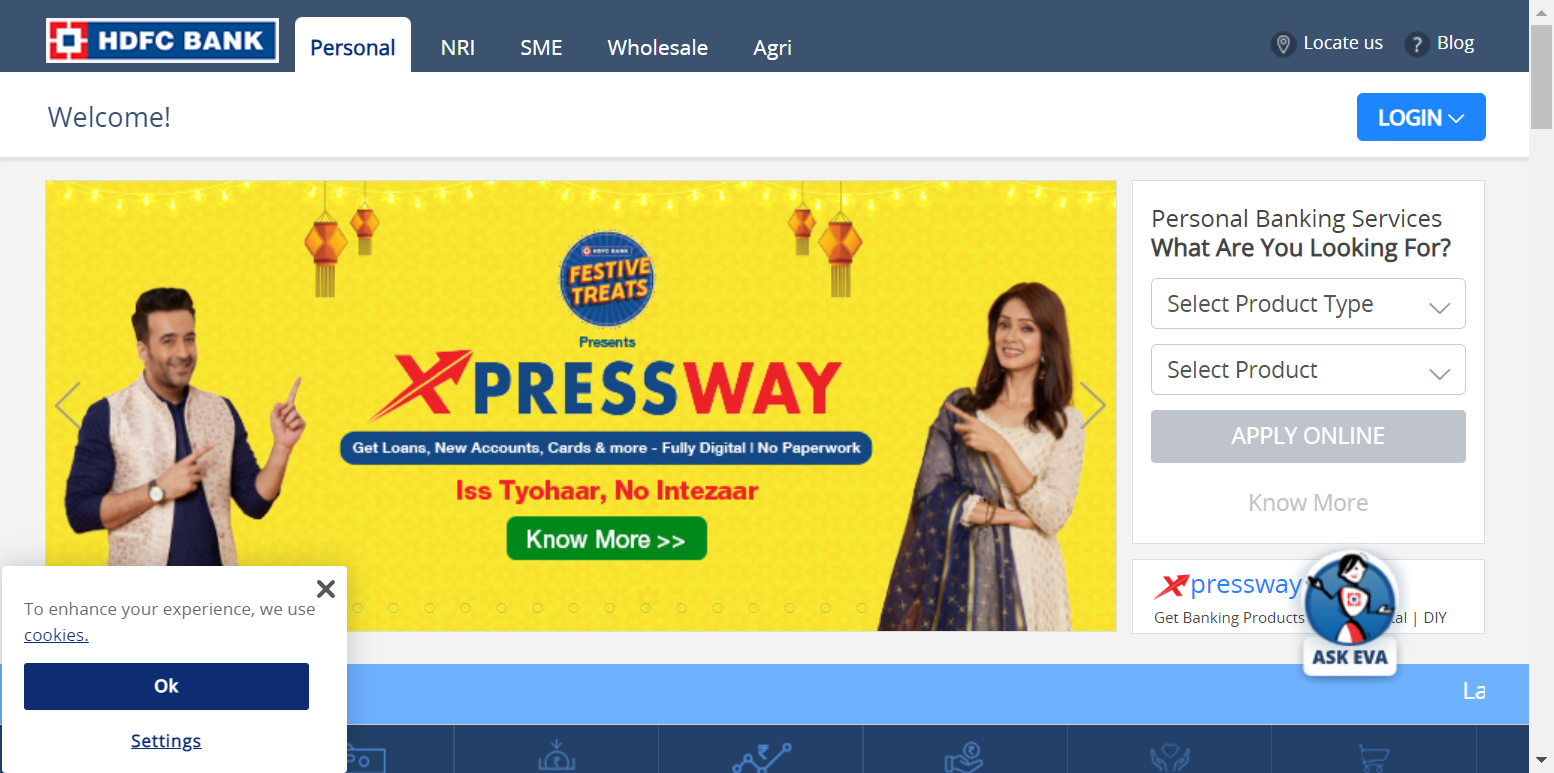 HDFC BANK
Personal
NRI
SME
Wholesale
Agri
Locate us
? Blog
Welcome!
LOGIN
HDFC BANK
FESTIVE
TREATS
Presents
XPRESSWAY
Get Loans, New Accounts, Cards & more - Fully Digital | No Paperwork
Iss Tyohaar, No Intezaar
Know More >>
Personal Banking Services
What Are You Looking For?
Select Product Type
Select Product
APPLY ONLINE
Know More
Xpressway
Get Banking Products
tal | DIY
ASK EVA
To enhance your experience, we use
cookies.
Ok
Settings
La